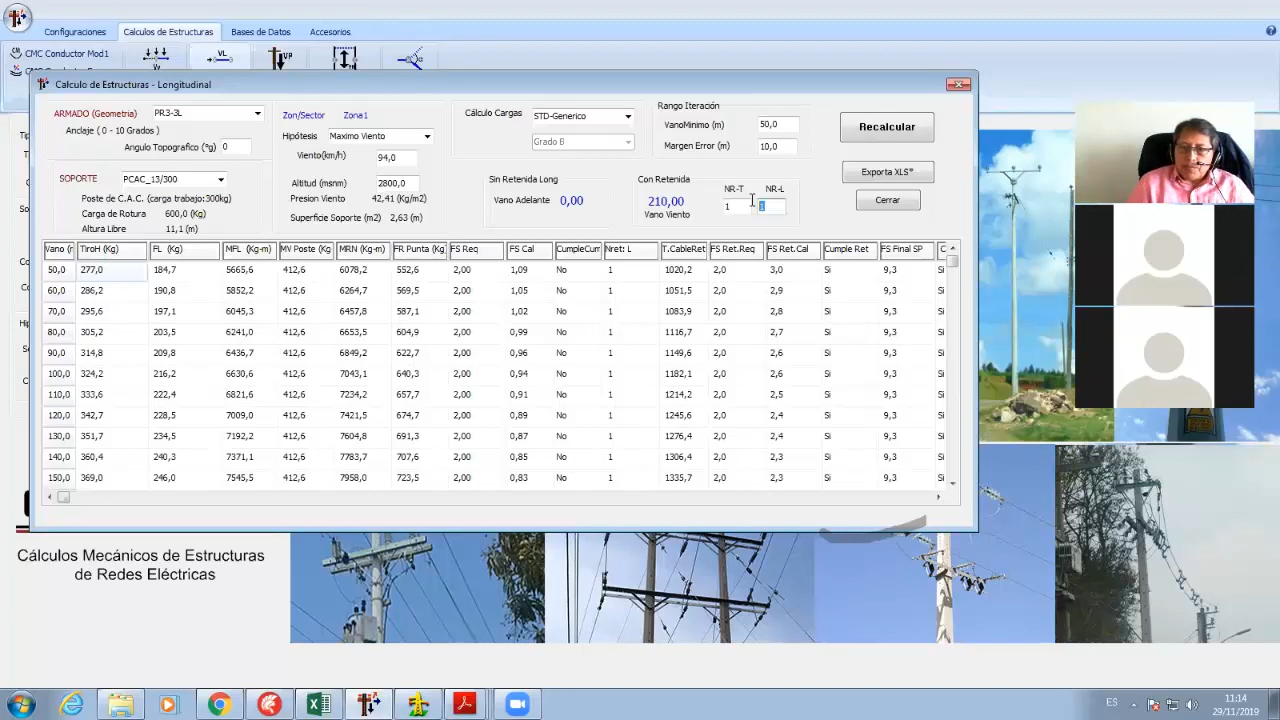 Configuraciones
Calculos de Estructuras
Bases de Datos
Accesorios
CMC Conductor Mod1
VL
UP
Calculo de Estructuras - Longitudinal
ARMADO (Geometria) PR3-3L
Anclaje ( 0 - 10 Grados )
Angulo Topografico (ºg) 0
SOPORTE PCAC_13/300
Poste de C.A.C. (carga trabajo:300kg)
Carga de Rotura 600,0 (Kg)
Altura Libre 11,1 (m)
Zon/Sector Zona1
Hipótesis Maximo Viento
Viento(km/h) 94,0
Altitud (msnm) 2800,0
Presion Viento 42,41 (Kg/m2)
Superficie Soporte (m2) 2,63 (m)
Cálculo Cargas STD-Generico
Grado B
Rango Iteración
VanoMinimo (m) 50,0
Margen Error (m) 10,0
Sin Retenida Long
Vano Adelante 0,00
Con Retenida
210,00
Vano Viento
NR-T NR-L
1 1
Recalcular
Exporta XLS®
Cerrar
Vano (r TiroH (Kg) FL (Kg) MFL (Kg-m) MV Poste (Kg MRN (Kg-m) FR Punta (Kg FS Req FS Cal CumpleCum Nret: L T.CableRet FS Ret.Req FS Ret.Cal Cumple Ret FS Final SP C
50,0 277,0 184,7 5665,6 412,6 6078,2 552,6 2,00 1,09 No 1 1020,2 2,0 3,0 Si 9,3
60,0 286,2 190,8 5852,2 412,6 6264,7 569,5 2,00 1,05 No 1 1051,5 2,0 2,9 Si 9,3
70,0 295,6 197,1 6045,3 412,6 6457,8 587,1 2,00 1,02 No 1 1083,9 2,0 2,8 Si 9,3
80,0 305,2 203,5 6241,0 412,6 6653,5 604,9 2,00 0,99 No 1 1116,7 2,0 2,7 Si 9,3
90,0 314,8 209,8 6436,7 412,6 6849,2 622,7 2,00 0,96 No 1 1149,6 2,0 2,6 Si 9,3
100,0 324,2 216,2 6630,6 412,6 7043,1 640,3 2,00 0,94 No 1 1182,1 2,0 2,6 Si 9,3
110,0 333,6 222,4 6821,6 412,6 7234,2 657,7 2,00 0,91 No 1 1214,2 2,0 2,5 Si 9,3
120,0 342,7 228,5 7009,0 412,6 7421,5 674,7 2,00 0,89 No 1 1245,6 2,0 2,4 Si 9,3
130,0 351,7 234,5 7192,2 412,6 7604,8 691,3 2,00 0,87 No 1 1276,4 2,0 2,4 Si 9,3
140,0 360,4 240,3 7371,1 412,6 7783,7 707,6 2,00 0,85 No 1 1306,4 2,0 2,3 Si 9,3
150,0 369,0 246,0 7545,5 412,6 7958,0 723,5 2,00 0,83 No 1 1335,7 2,0 2,3 Si 9,3
Cálculos Mecánicos de Estructuras
de Redes Eléctricas
ES
11:14
29/11/2019